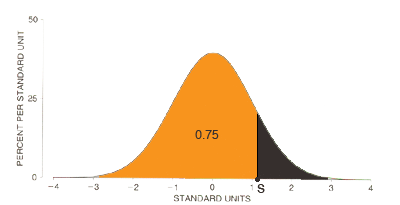 50
PERCENT PER STANDARD UNIT
25
0.75
0
-4 -3 -2 -1 0 1 S 2 3 4
STANDARD UNITS